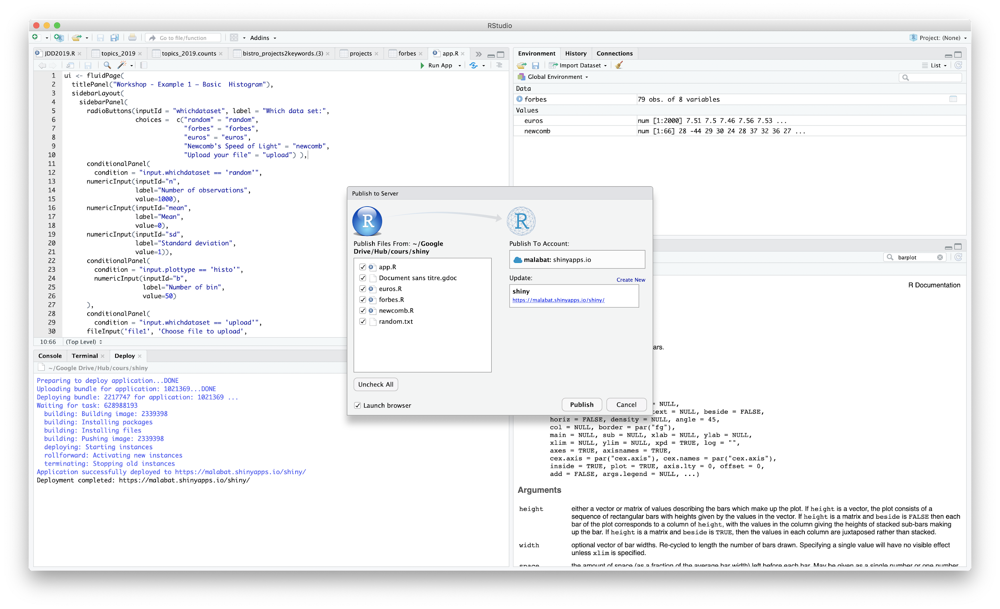 RStudio
Go to file/function
Addins
Project: (None)
JDD2019.R
topics_2019
topics_2019.counts
bistro_projects2keywords.(3)
projects
forbes
app.R
Run App
1 ui <- fluidPage(
2 titlePanel("Workshop - Example 1 – Basic  Histogram"),
3 sidebarLayout(
4 sidebarPanel(
5 radioButtons(inputId = "whichdataset", label = "Which data set:",
6 choices =  c("random" = "random",
7 "forbes" = "forbes",
8 "euros" = "euros",
9 "Newcomb's Speed of Light" = "newcomb",
10 "Upload your file" = "upload") ),
11 conditionalPanel(
12 condition = "input.whichdataset == 'random'",
13 numericInput(inputId="n",
14 label="Number of observations",
15 value=1000),
16 numericInput(inputId="mean",
17 label="Mean",
18 value=0),
19 numericInput(inputId="sd",
20 label="Standard deviation",
21 value=1)),
22 conditionalPanel(
23 condition = "input.plottype == 'histo'",
24 numericInput(inputId="b",
25 label="Number of bin",
26 value=50)
27 ),
28 conditionalPanel(
29 condition = "input.whichdataset == 'upload'",
30 fileInput('file1', 'Choose file to upload',
10:66 (Top Level)
Console
Terminal
Deploy
~/Google Drive/Hub/cours/shiny
Preparing to deploy application...DONE
Uploading bundle for application: 1021369...DONE
Deploying bundle: 2217747 for application: 1021369 ...
Waiting for task: 628988193
building: Building image: 2339398
building: Installing packages
building: Installing files
building: Pushing image: 2339398
deploying: Starting instances
rollforward: Activating new instances
terminating: Stopping old instances
Application successfully deployed to https://malabat.shinyapps.io/shiny/
Deployment completed: https://malabat.shinyapps.io/shiny/
Environment
History
Connections
Import Dataset
List
Global Environment
Data
forbes 79 obs. of 8 variables
Values
euros num [1:2000] 7.51 7.5 7.46 7.56 7.53 ...
newcomb num [1:66] 28 -44 29 30 24 28 37 32 36 27 ...
Publish to Server
R
R
Publish Files From: ~/Google
Drive/Hub/cours/shiny
app.R
Document sans titre.gdoc
euros.R
forbes.R
newcomb.R
random.txt
Uncheck All
Launch browser
Publish To Account:
malabat: shinyapps.io
Update:
Create New
shiny
https://malabat.shinyapps.io/shiny/
Publish
Cancel
barplot
R Documentation
ars.
= NULL,
text = NULL, beside = FALSE,
horiz = FALSE, density = NULL, angle = 45,
col = NULL, border = par("fg"),
main = NULL, sub = NULL, xlab = NULL, ylab = NULL,
xlim = NULL, ylim = NULL, xpd = TRUE, log = "",
axes = TRUE, axisnames = TRUE,
cex.axis = par("cex.axis"), cex.names = par("cex.axis"),
inside = TRUE, plot = TRUE, axis.lty = 0, offset = 0,
add = FALSE, args.legend = NULL, ...)
Arguments
height either a vector or matrix of values describing the bars which make up the plot. If height is a vector, the plot consists of a
sequence of rectangular bars with heights given by the values in the vector. If height is a matrix and beside is FALSE then each
bar of the plot corresponds to a column of height, with the values in the column giving the heights of stacked sub-bars making
up the bar. If height is a matrix and beside is TRUE, then the values in each column are juxtaposed rather than stacked.
width optional vector of bar widths. Re-cycled to length the number of bars drawn. Specifying a single value will have no visible effect
unless xlim is specified.
space the amount of space (as a fraction of the average bar width) left before each bar. May be given as a single number or one number